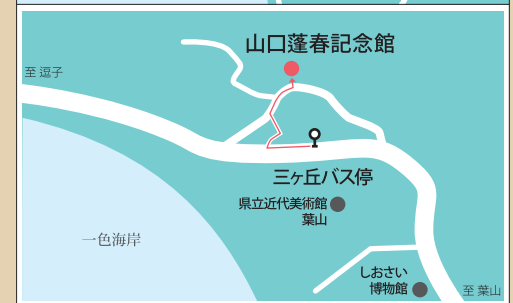 山口蓬春記念館
至 逗子
三ヶ丘バス停
県立近代美術館
葉山
一色海岸
しおさい
博物館
至 葉山